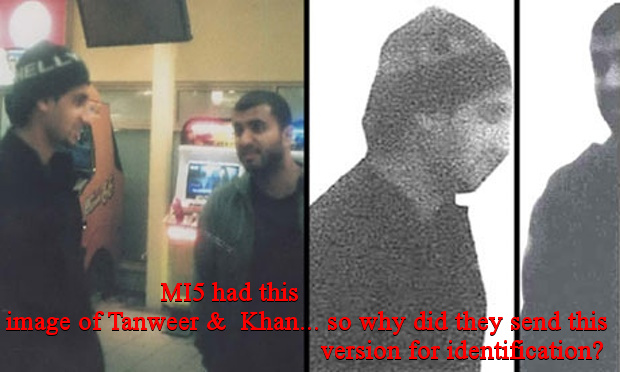 NELLY
MI5 had this
image of Tanweer & Khan... so why did they send this
version for identification?